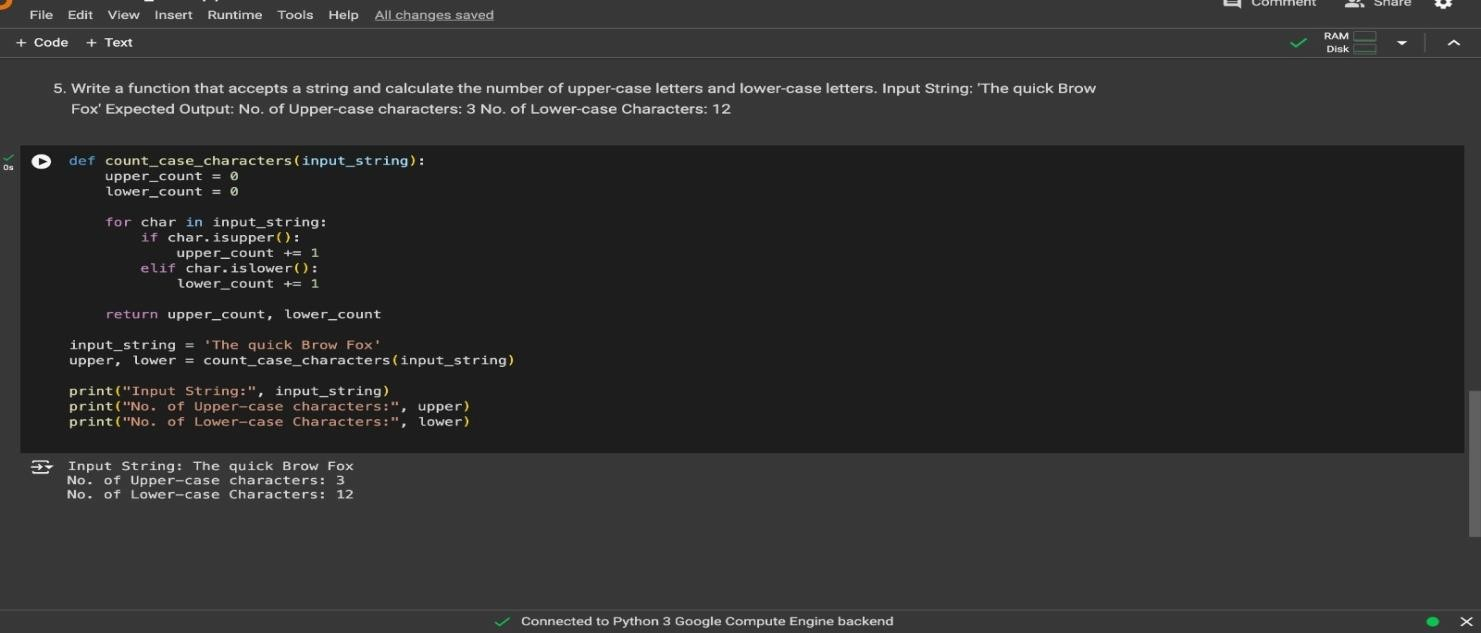 Comment Share
File Edit View Insert Runtime Tools Help All changes saved
+ Code + Text
RAM
Disk
5. Write a function that accepts a string and calculate the number of upper-case letters and lower-case letters. Input String: 'The quick Brow
Fox' Expected Output: No. of Upper-case characters: 3 No. of Lower-case Characters: 12
0s
def count_case_characters(input_string):
    upper_count = 0
    lower_count = 0
    for char in input_string:
        if char.isupper():
            upper_count += 1
        elif char.islower():
            lower_count += 1
    return upper_count, lower_count
input_string = 'The quick Brow Fox'
upper, lower = count_case_characters(input_string)
print("Input String:", input_string)
print("No. of Upper-case characters:", upper)
print("No. of Lower-case Characters:", lower)
Input String: The quick Brow Fox
No. of Upper-case characters: 3
No. of Lower-case Characters: 12
Connected to Python 3 Google Compute Engine backend